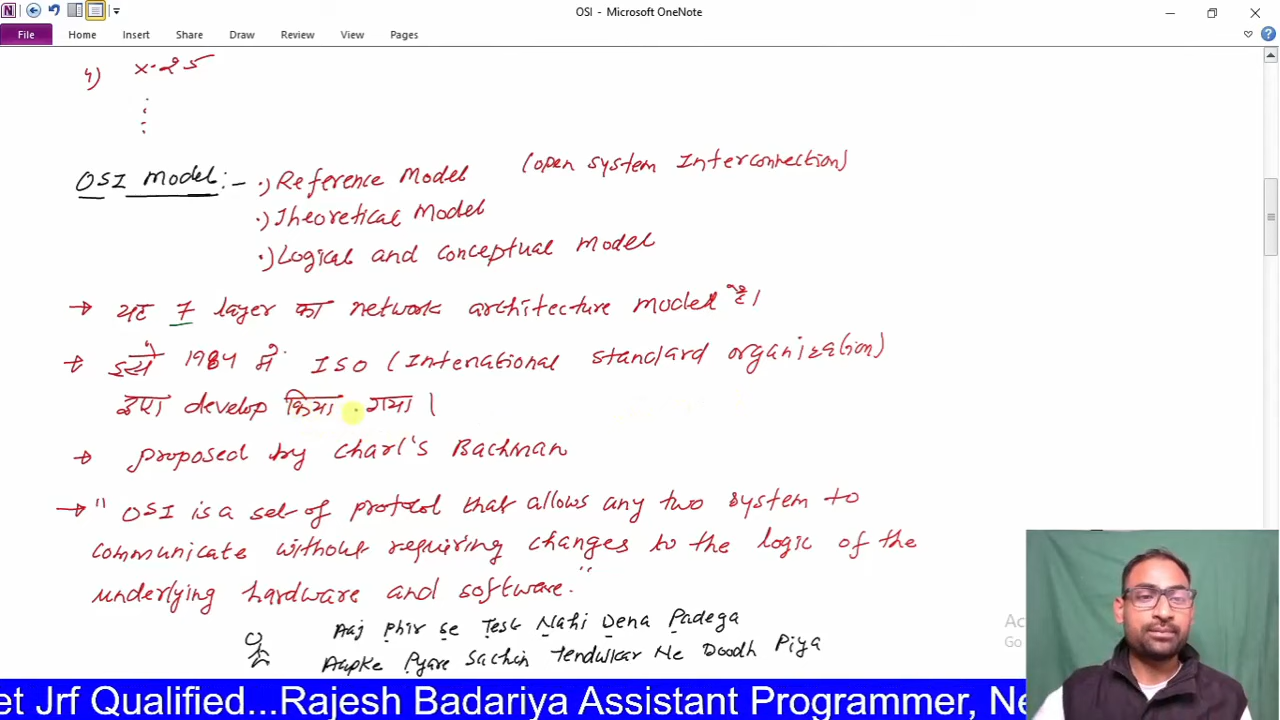 OSI - Microsoft OneNote
File Home Insert Share Draw Review View Pages
4) X.25
OSI Model:- •) Reference Model (open system Interconnection)
•) Theoretical Model
•) Logical and conceptual Model
→ यह 7 layer का network architecture model है।
→ इसे 1984 में ISO (International standard organization)
द्वारा develop किया गया।
→ proposed by Charl's Bachman
→ " OSI is a set of protocol that allows any two system to
communicate without requiring changes to the logic of the
underlying hardware and software."
Aaj Phir se Test Nahi Dena Padega
Aapke Pyare Sachin Tendulkar Ne Doodh Piya
Ac
Go
et Jrf Qualified...Rajesh Badariya Assistant Programmer, Ne